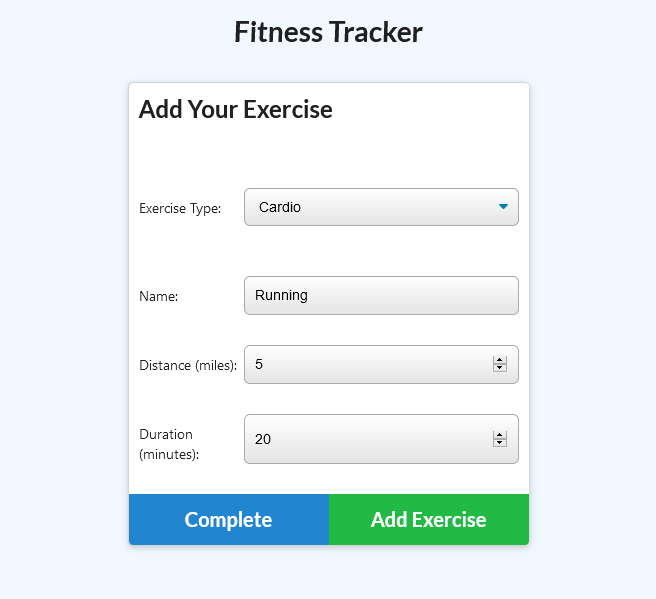 Fitness Tracker
Add Your Exercise
Exercise Type: Cardio
Name: Running
Distance (miles): 5
Duration
(minutes): 20
Complete Add Exercise